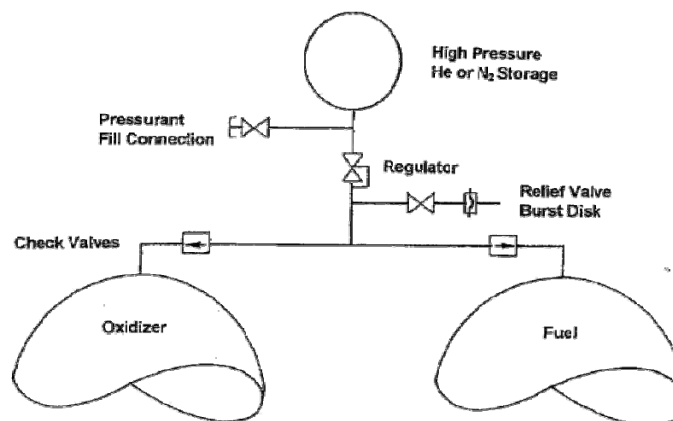 High Pressure
He or N₂ Storage
Pressurant
Fill Connection
Regulator
Relief Valve
Burst Disk
Check Valves
Oxidizer
Fuel